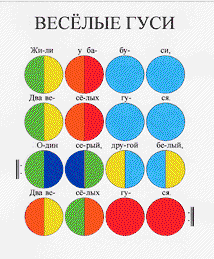 ВЕСЁЛЫЕ ГУСИ
Жи-ли у ба- бу- си,
Два ве- сё-лых гу- ся.
О-дин се-рый, дру-гой бе-лый,
Два ве- сё-лых гу- ся.